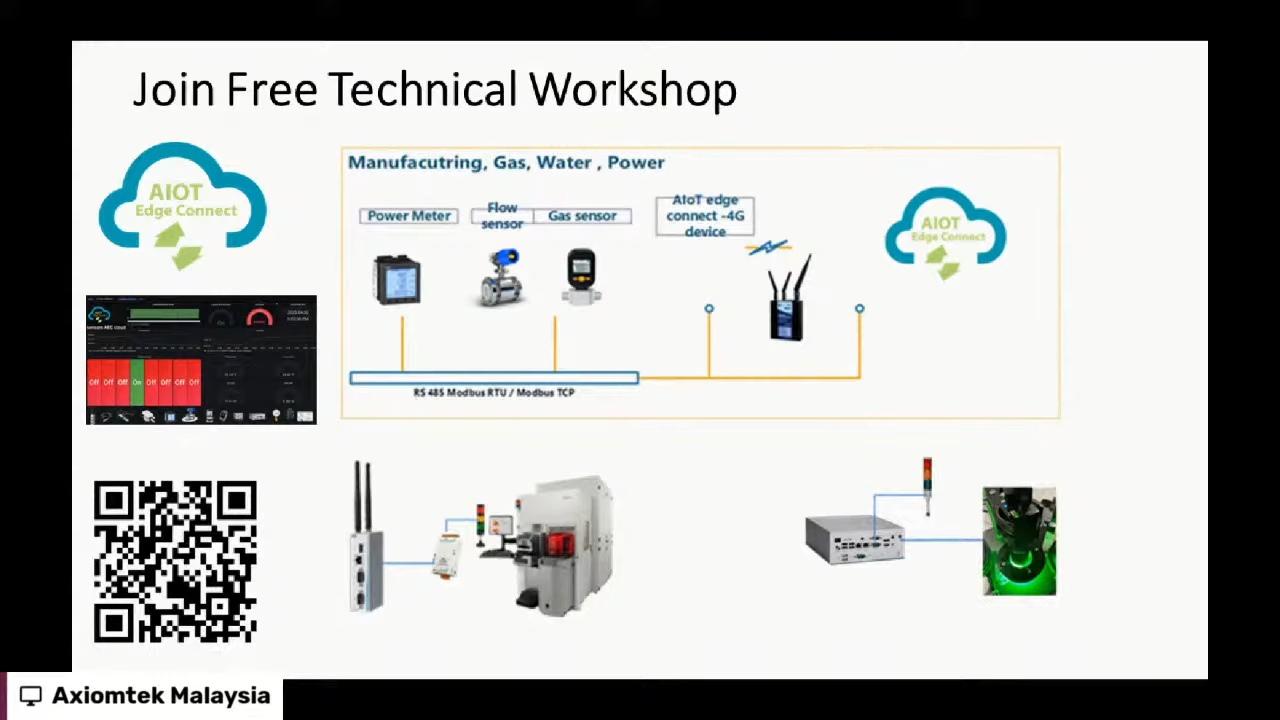 Join Free Technical Workshop
AIOT
Edge Connect
Manufacutring, Gas, Water , Power
Power Meter
Flow
sensor
Gas sensor
AIoT edge
connect -4G
device
AIOT
Edge Connect
RS 485 Modbus RTU / Modbus TCP
Off Off Off On Off Off Off Off
Axiomtek Malaysia